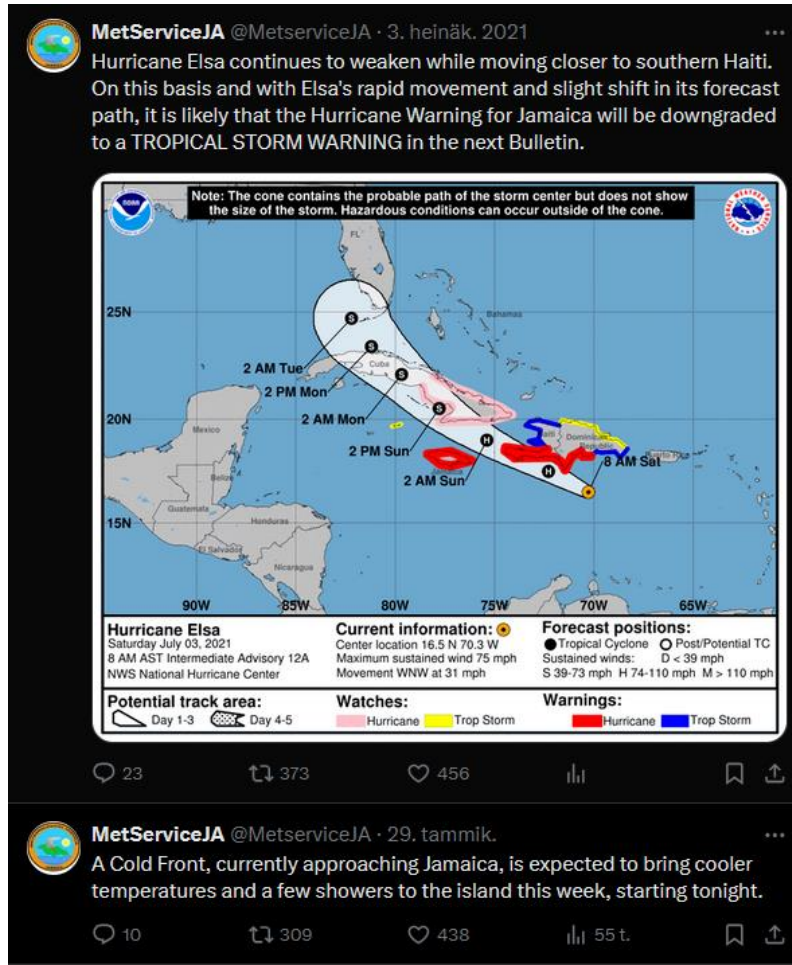 MetServiceJA @MetserviceJA · 3. heinäk. 2021
Hurricane Elsa continues to weaken while moving closer to southern Haiti.
On this basis and with Elsa's rapid movement and slight shift in its forecast
path, it is likely that the Hurricane Warning for Jamaica will be downgraded
to a TROPICAL STORM WARNING in the next Bulletin.
Note: The cone contains the probable path of the storm center but does not show
the size of the storm. Hazardous conditions can occur outside of the cone.
NOAA
FL
25N
Bahamas
2 AM Tue
S
S
Cuba
2 PM Mon
S
20N
2 AM Mon
S
Mexico
2 PM Sun
H
Haiti
Dominican
Republic
Puerto Rico
8 AM Sat
Jamaica
2 AM Sun
H
Belize
Guatemala
15N
Honduras
El Salvador
Nicaragua
90W 85W 80W 75W 70W 65W
Hurricane Elsa
Saturday July 03, 2021
8 AM AST Intermediate Advisory 12A
NWS National Hurricane Center
Current information:
Center location 16.5 N 70.3 W
Maximum sustained wind 75 mph
Movement WNW at 31 mph
Forecast positions:
Tropical Cyclone Post/Potential TC
Sustained winds: D < 39 mph
S 39-73 mph H 74-110 mph M > 110 mph
Potential track area:
Day 1-3 Day 4-5
Watches:
Hurricane Trop Storm
Warnings:
Hurricane Trop Storm
23 373 456
MetServiceJA @MetserviceJA · 29. tammik.
A Cold Front, currently approaching Jamaica, is expected to bring cooler
temperatures and a few showers to the island this week, starting tonight.
10 309 438 55 t.